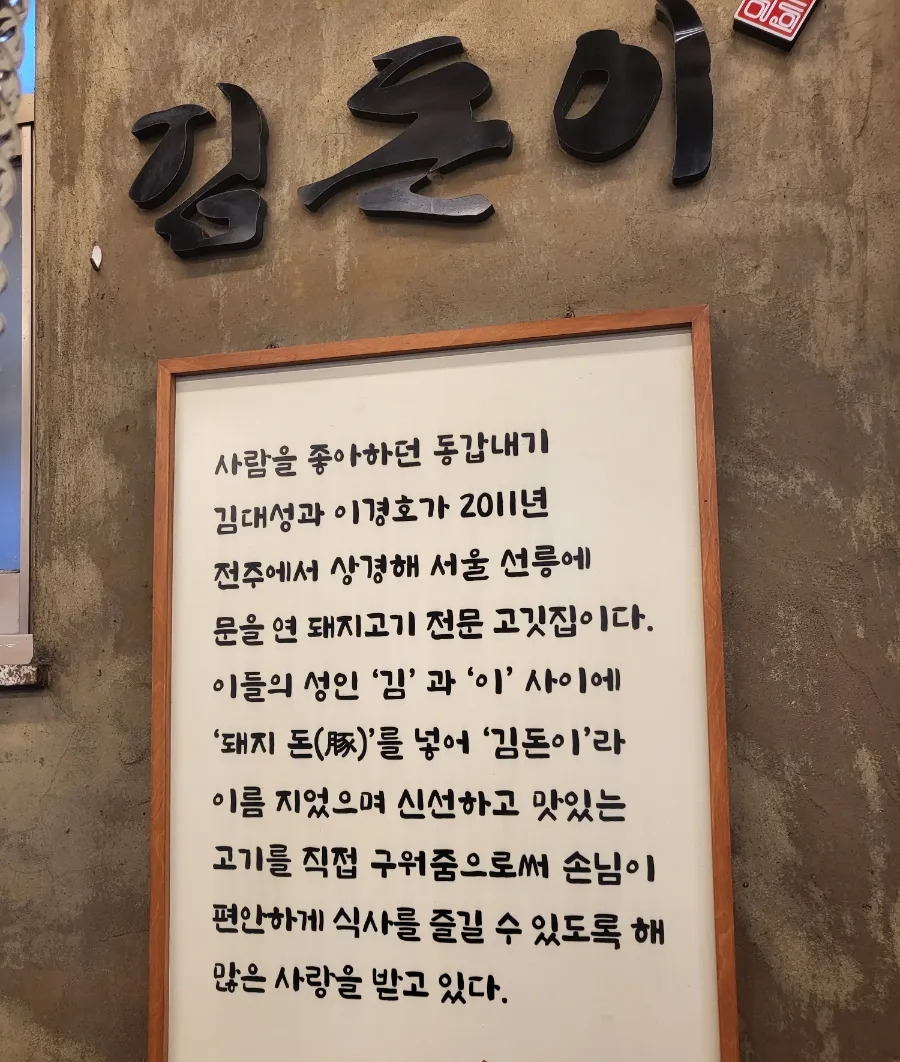 김돈이
사람을 좋아하던 동갑내기
김대성과 이경호가 2011년
전주에서 상경해 서울 선릉에
문을 연 돼지고기 전문 고깃집이다.
이들의 성인 ‘김’ 과 ‘이’ 사이에
‘돼지 돈(豚)’를 넣어 ‘김돈이’라
이름 지었으며 신선하고 맛있는
고기를 직접 구워줌으로써 손님이
편안하게 식사를 즐길 수 있도록 해
많은 사랑을 받고 있다.